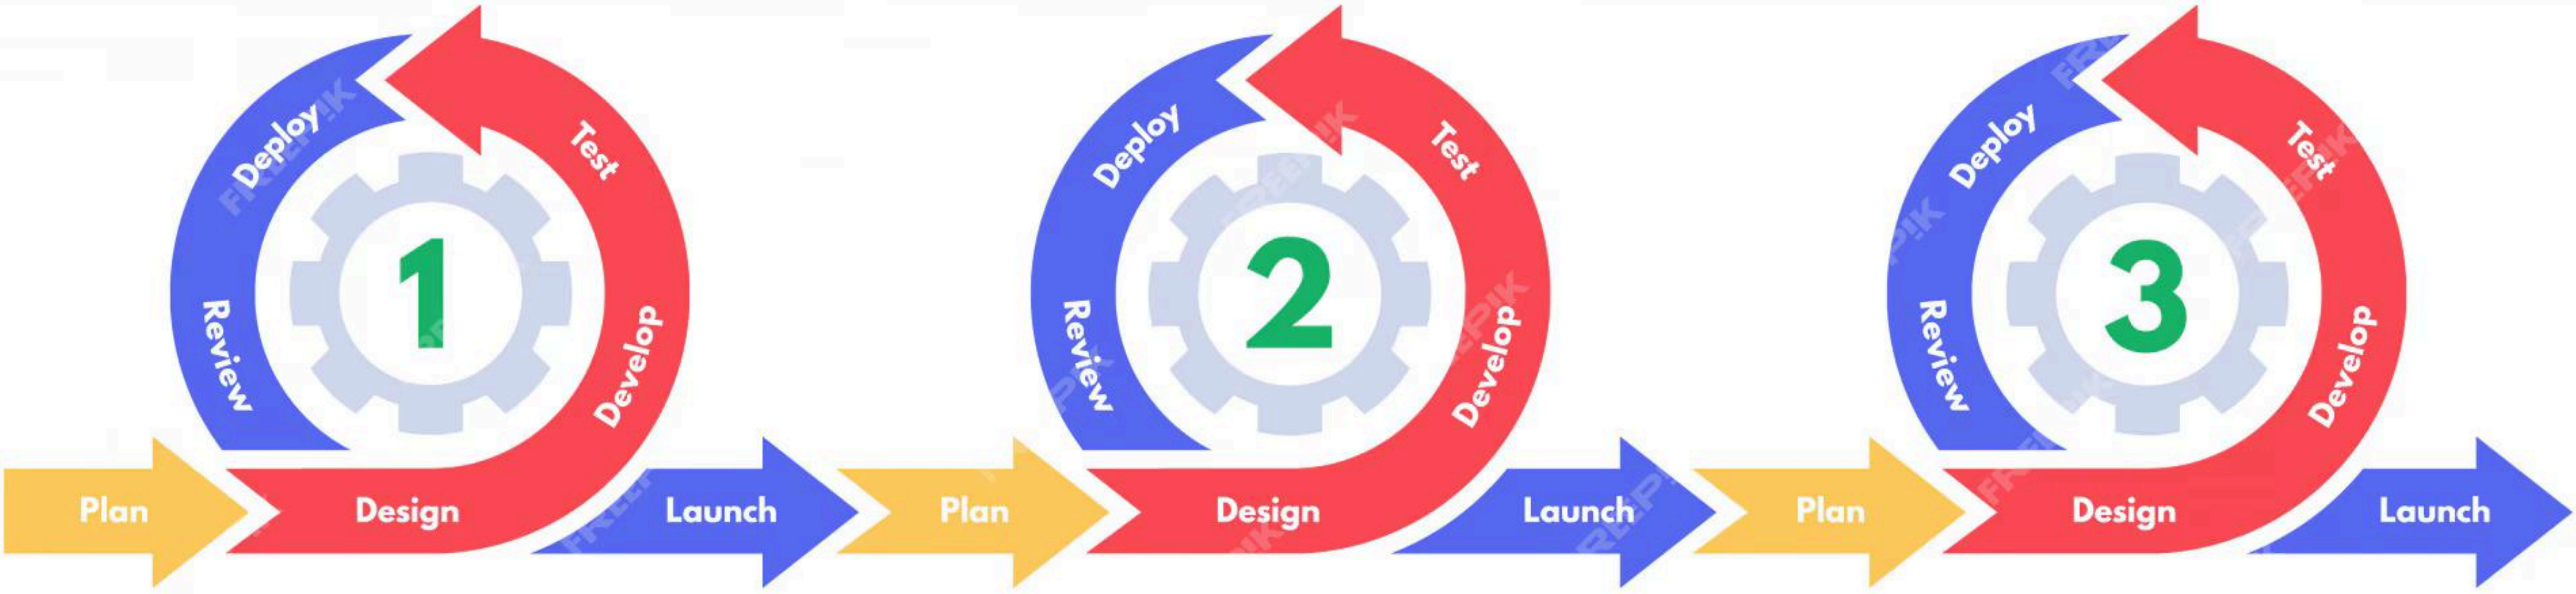 Plan
Design
Develop
Test
Deploy
Review
1
Launch
Plan
Design
Develop
Test
Deploy
Review
2
Launch
Plan
Design
Develop
Test
Deploy
Review
3
Launch